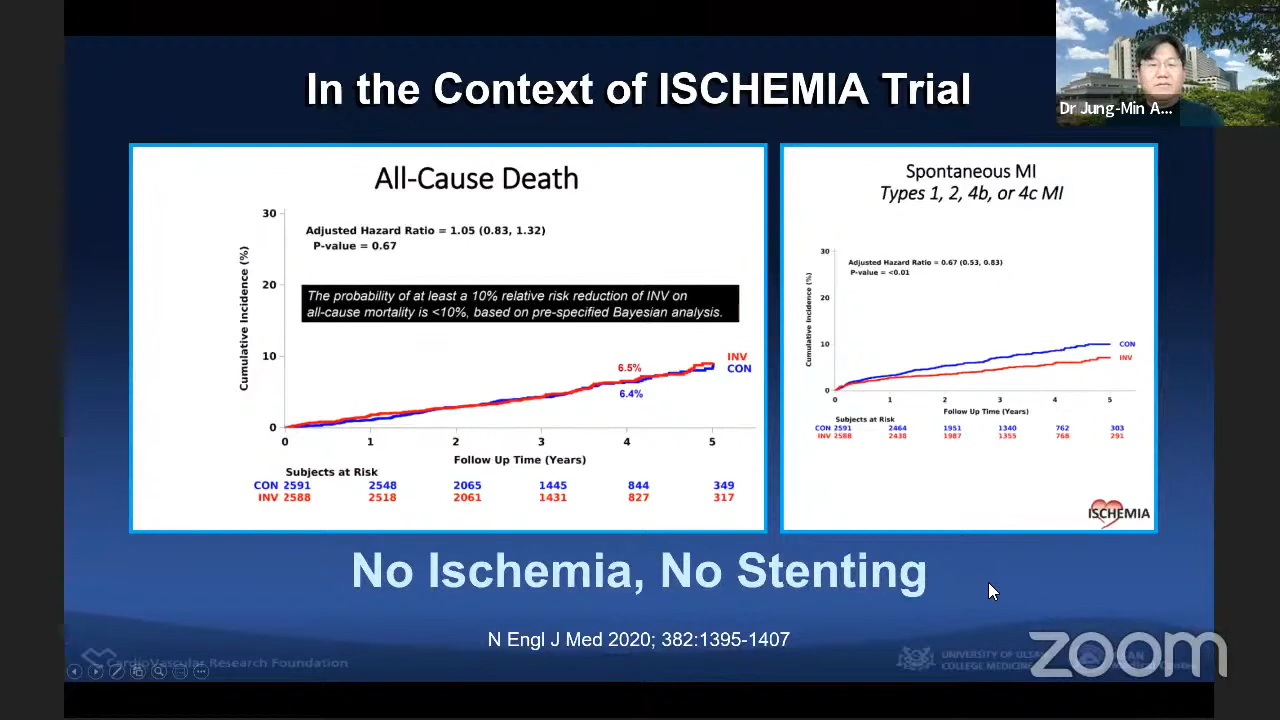 In the Context of ISCHEMIA Trial
Dr Jung-Min A...
All-Cause Death
30
20
10
0
Cumulative Incidence (%)
Adjusted Hazard Ratio = 1.05 (0.83, 1.32)
P-value = 0.67
The probability of at least a 10% relative risk reduction of INV on
all-cause mortality is <10%, based on pre-specified Bayesian analysis.
6.5%
6.4%
INV
CON
0 1 2 3 4 5
Follow Up Time (Years)
Subjects at Risk
CON 2591 2548 2065 1445 844 349
INV 2588 2518 2061 1431 827 317
Spontaneous MI
Types 1, 2, 4b, or 4c MI
30
20
10
0
Cumulative Incidence (%)
Adjusted Hazard Ratio = 0.67 (0.53, 0.83)
P-value = <0.01
CON
INV
0 1 2 3 4 5
Follow Up Time (Years)
Subjects at Risk
CON 2591 2464 1951 1340 762 303
INV 2588 2438 1987 1355 768 291
ISCHEMIA
No Ischemia, No Stenting
N Engl J Med 2020; 382:1395-1407
CardioVascular Research Foundation
UNIVERSITY OF ULSAN
COLLEGE MEDICINE
zoom